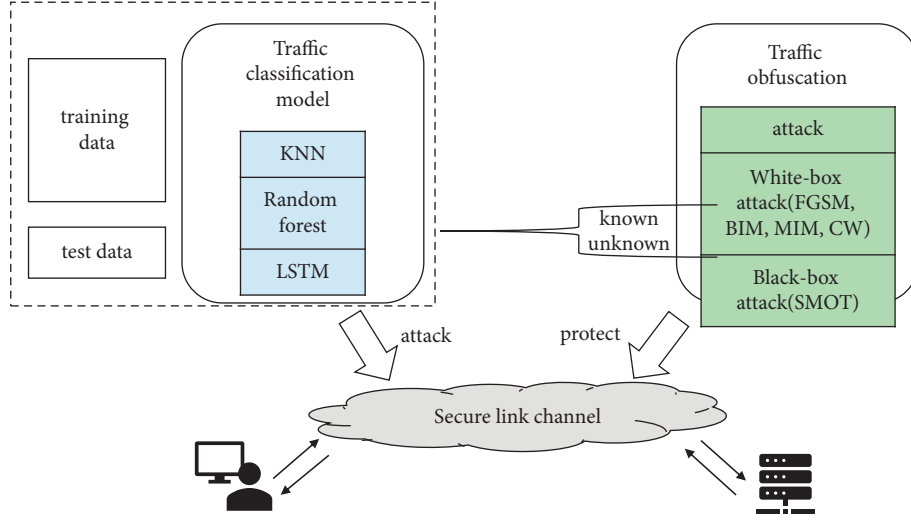 training
data
test data
Traffic
classification
model
KNN
Random
forest
LSTM
known
unknown
Traffic
obfuscation
attack
White-box
attack(FGSM,
BIM, MIM, CW)
Black-box
attack(SMOT)
attack
protect
Secure link channel